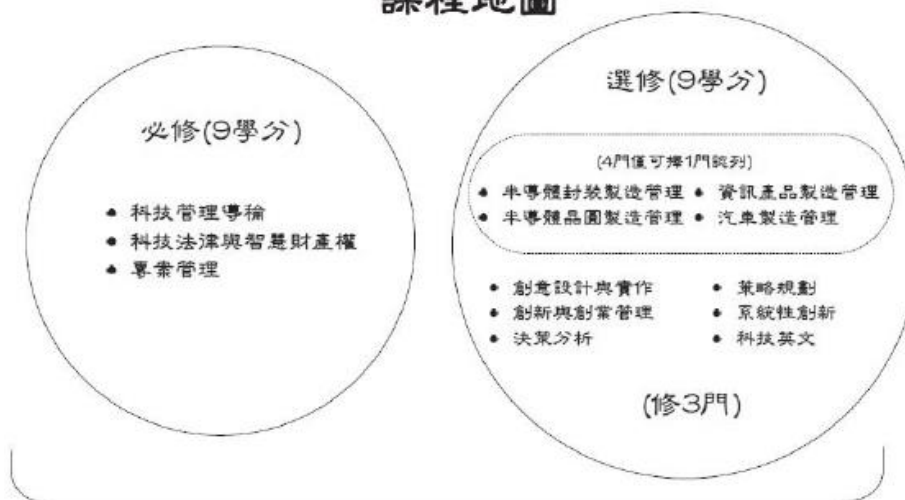 課程地圖
必修(9學分)
科技管理導論
科技法律與智慧財產權
專案管理
選修(9學分)
(4門僅可擇1門認列)
半導體封裝製造管理
資訊產品製造管理
半導體晶圓製造管理
汽車製造管理
創意設計與實作
策略規劃
創新與創業管理
系統性創新
決策分析
科技英文
(修3門)